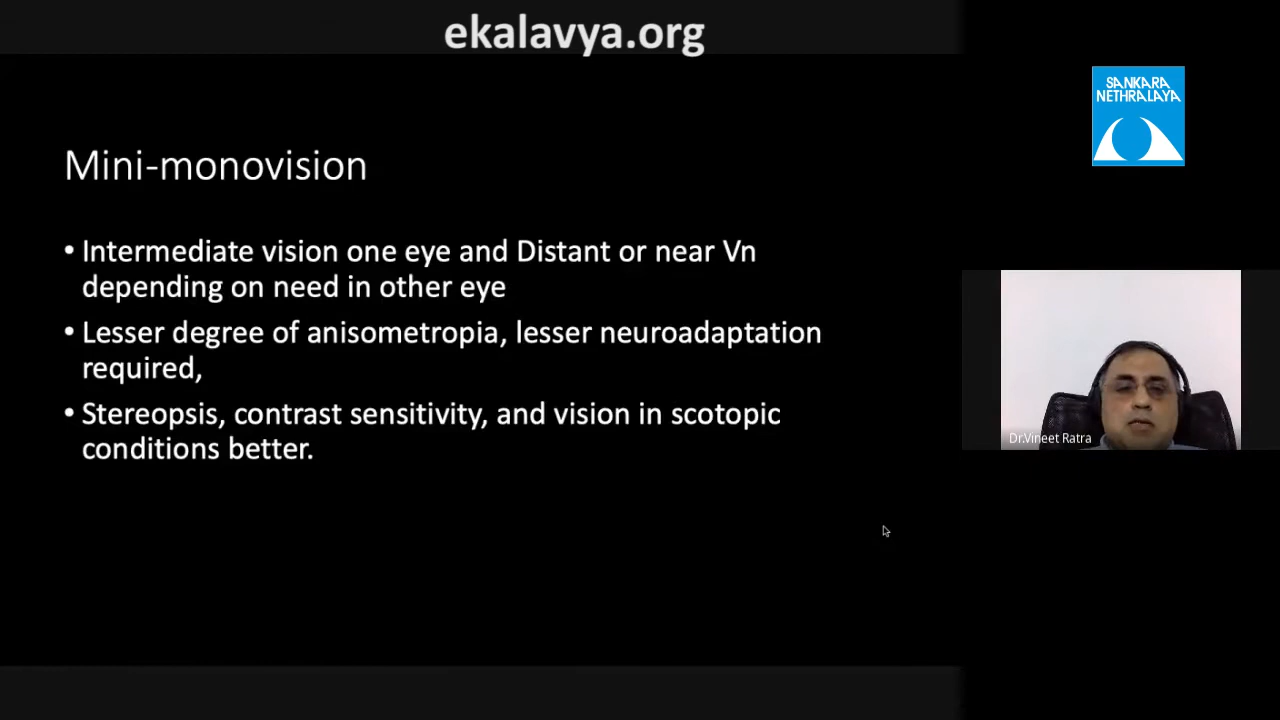 ekalavya.org
SANKARA
NETHRALAYA
Mini-monovision
• Intermediate vision one eye and Distant or near Vn
depending on need in other eye
• Lesser degree of anisometropia, lesser neuroadaptation
required,
• Stereopsis, contrast sensitivity, and vision in scotopic
conditions better.
Dr.Vineet Ratra